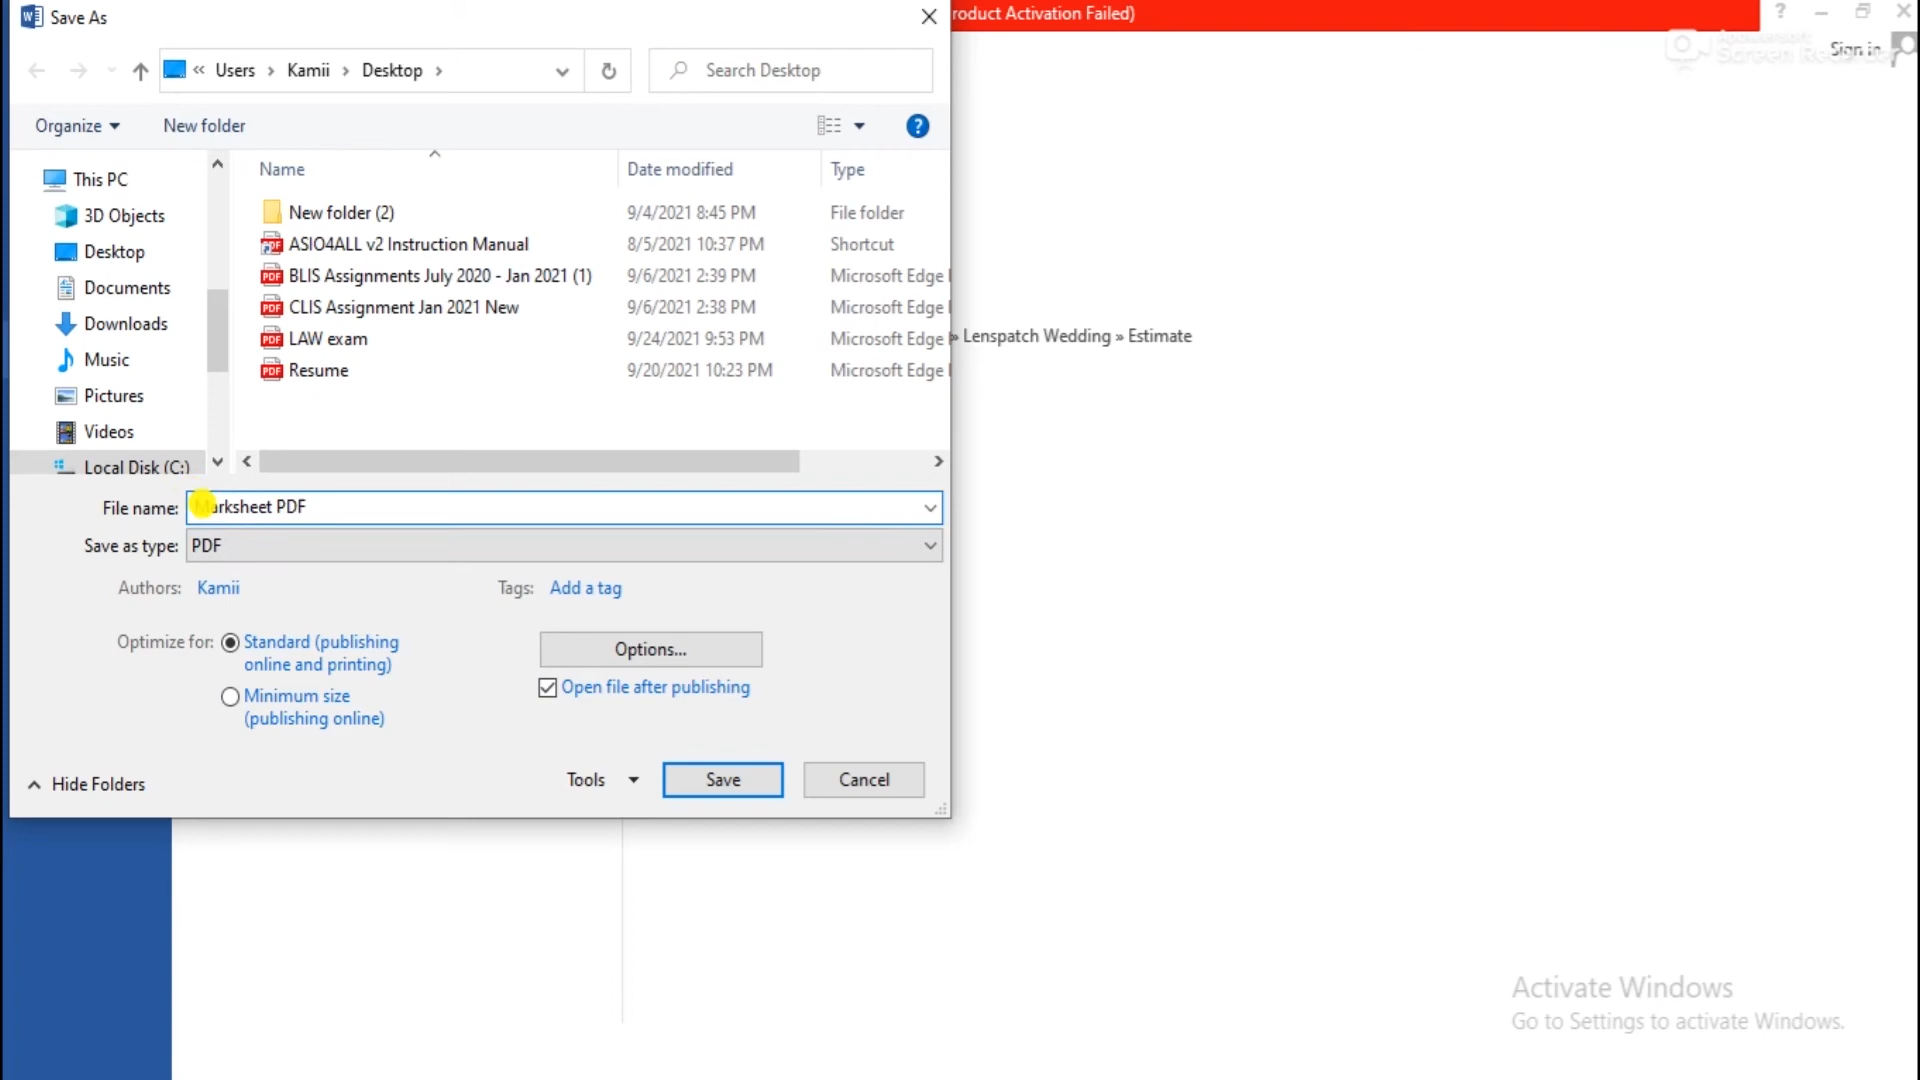 Save As
roduct Activation Failed)
Sign in
Apowersoft
Screen Recorder
« Users › Kamii › Desktop ›
Search Desktop
Organize
New folder
This PC
3D Objects
Desktop
Documents
Downloads
Music
Pictures
Videos
Local Disk (C:)
Name Date modified Type
New folder (2) 9/4/2021 8:45 PM File folder
ASIO4ALL v2 Instruction Manual 8/5/2021 10:37 PM Shortcut
BLIS Assignments July 2020 - Jan 2021 (1) 9/6/2021 2:39 PM Microsoft Edge
CLIS Assignment Jan 2021 New 9/6/2021 2:38 PM Microsoft Edge
LAW exam 9/24/2021 9:53 PM Microsoft Edge
Resume 9/20/2021 10:23 PM Microsoft Edge
» Lenspatch Wedding » Estimate
File name: Marksheet PDF
Save as type: PDF
Authors: Kamii
Tags: Add a tag
Optimize for: Standard (publishing
online and printing)
Minimum size
(publishing online)
Options...
Open file after publishing
Hide Folders
Tools
Save
Cancel
Activate Windows
Go to Settings to activate Windows.